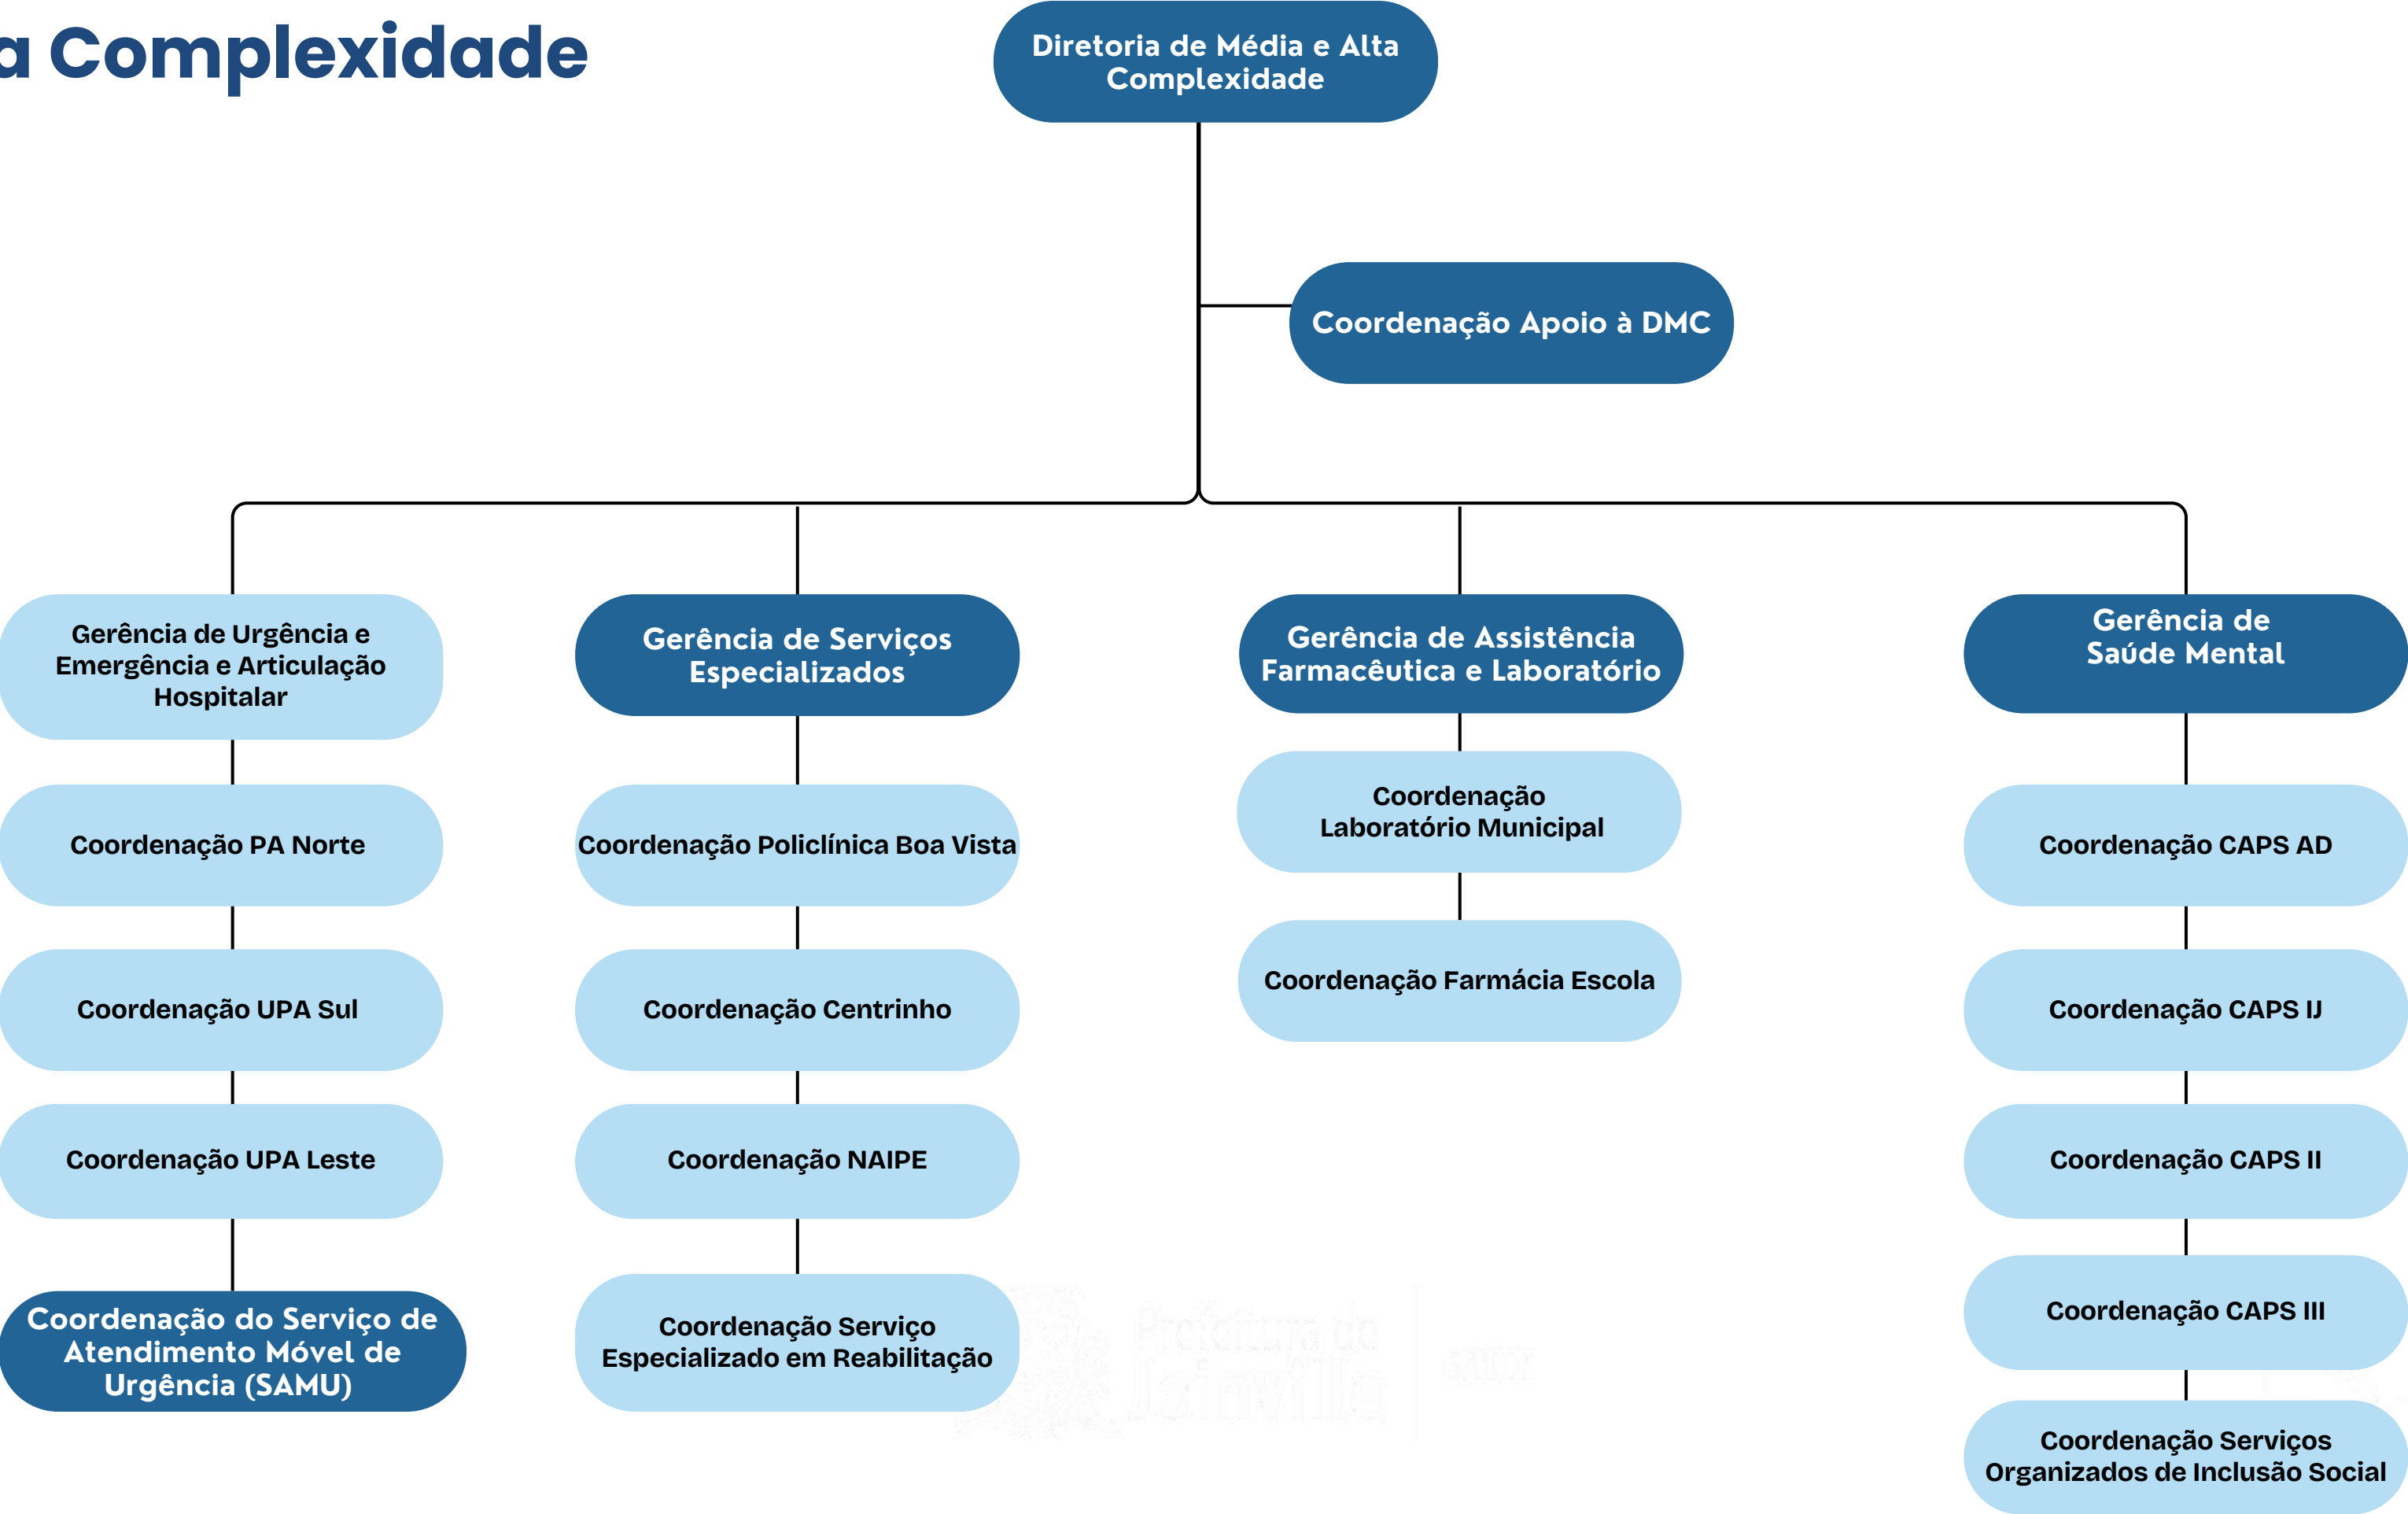 a Complexidade
Diretoria de Média e Alta
Complexidade
Coordenação Apoio à DMC
Gerência de Urgência e
Emergência e Articulação
Hospitalar
Coordenação PA Norte
Coordenação UPA Sul
Coordenação UPA Leste
Coordenação do Serviço de
Atendimento Móvel de
Urgência (SAMU)
Gerência de Serviços
Especializados
Coordenação Policlínica Boa Vista
Coordenação Centrinho
Coordenação NAIPE
Coordenação Serviço
Especializado em Reabilitação
Gerência de Assistência
Farmacêutica e Laboratório
Coordenação
Laboratório Municipal
Coordenação Farmácia Escola
Gerência de
Saúde Mental
Coordenação CAPS AD
Coordenação CAPS IJ
Coordenação CAPS II
Coordenação CAPS III
Coordenação Serviços
Organizados de Inclusão Social
Prefeitura de
Joinville